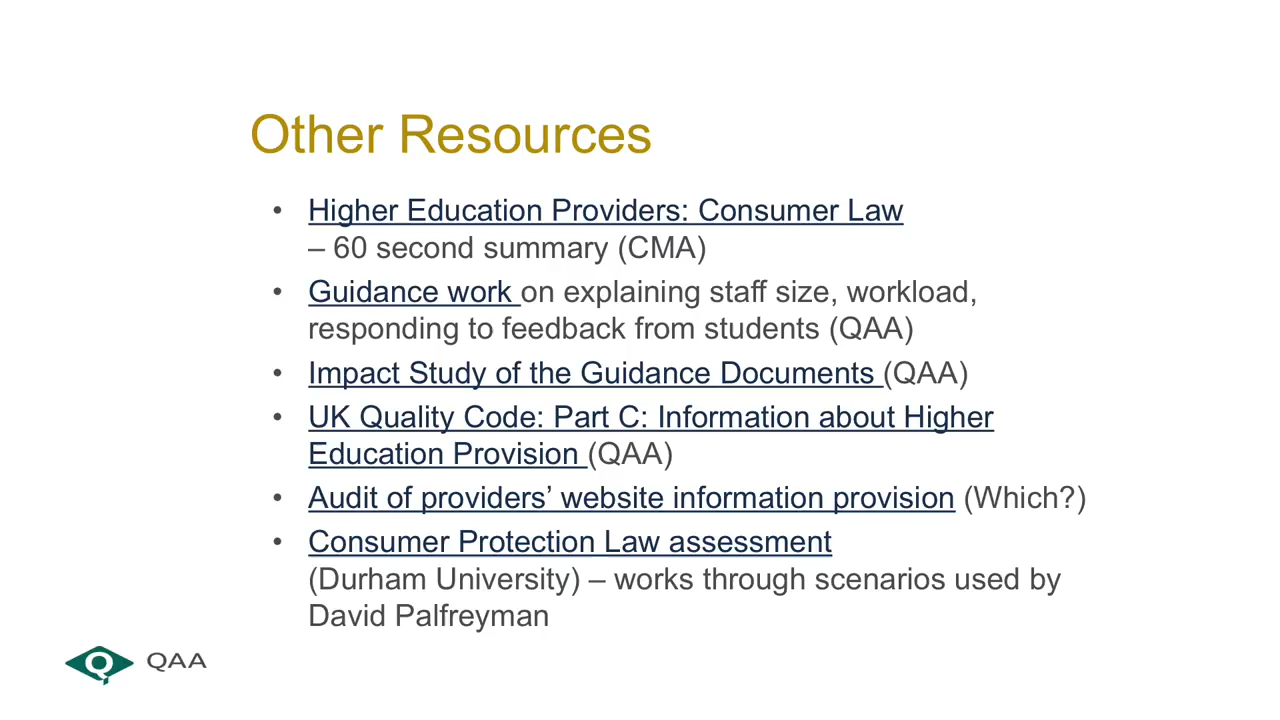 Other Resources
• Higher Education Providers: Consumer Law
– 60 second summary (CMA)
• Guidance work on explaining staff size, workload,
responding to feedback from students (QAA)
• Impact Study of the Guidance Documents (QAA)
• UK Quality Code: Part C: Information about Higher
Education Provision (QAA)
• Audit of providers’ website information provision (Which?)
• Consumer Protection Law assessment
(Durham University) – works through scenarios used by
David Palfreyman
QAA